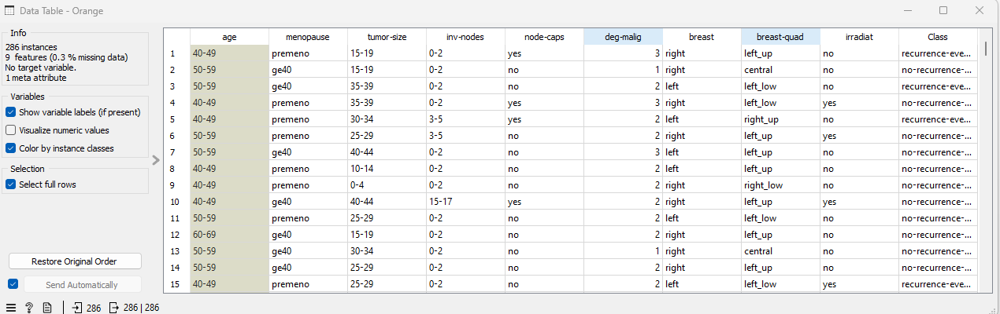 Data Table - Orange
Info
286 instances
9 features (0.3 % missing data)
No target variable.
1 meta attribute
Variables
Show variable labels (if present)
Visualize numeric values
Color by instance classes
Selection
Select full rows
Restore Original Order
Send Automatically
286 286 | 286
age menopause tumor-size inv-nodes node-caps deg-malig breast breast-quad irradiat Class
1 40-49 premeno 15-19 0-2 yes 3 right left_up no recurrence-eve...
2 50-59 ge40 15-19 0-2 no 1 right central no no-recurrence-...
3 50-59 ge40 35-39 0-2 no 2 left left_low no recurrence-eve...
4 40-49 premeno 35-39 0-2 yes 3 right left_low yes no-recurrence-...
5 40-49 premeno 30-34 3-5 yes 2 left right_up no recurrence-eve...
6 50-59 premeno 25-29 3-5 no 2 right left_up yes no-recurrence-...
7 50-59 ge40 40-44 0-2 no 3 left left_up no no-recurrence-...
8 40-49 premeno 10-14 0-2 no 2 left left_up no no-recurrence-...
9 40-49 premeno 0-4 0-2 no 2 right right_low no no-recurrence-...
10 40-49 ge40 40-44 15-17 yes 2 right left_up yes no-recurrence-...
11 50-59 premeno 25-29 0-2 no 2 left left_low no no-recurrence-...
12 60-69 ge40 15-19 0-2 no 2 right left_up no no-recurrence-...
13 50-59 ge40 30-34 0-2 no 1 right central no no-recurrence-...
14 50-59 ge40 25-29 0-2 no 2 right left_up no no-recurrence-...
15 40-49 premeno 25-29 0-2 no 2 left left_low yes recurrence-eve...